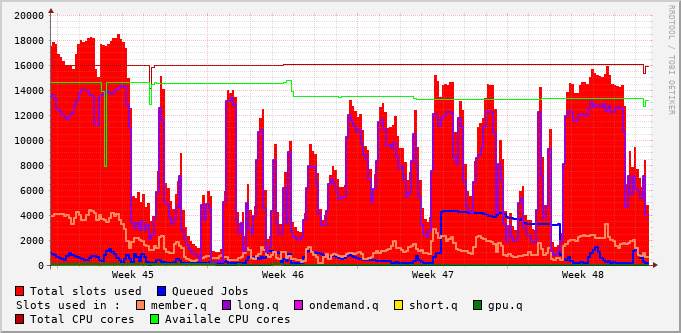 20000
18000
16000
14000
12000
10000
8000
6000
4000
2000
0
Week 45 Week 46 Week 47 Week 48
RRDTOOL / TOBI OETIKER
Total slots used Queued Jobs
Slots used in : member.q long.q ondemand.q short.q gpu.q
Total CPU cores Availale CPU cores